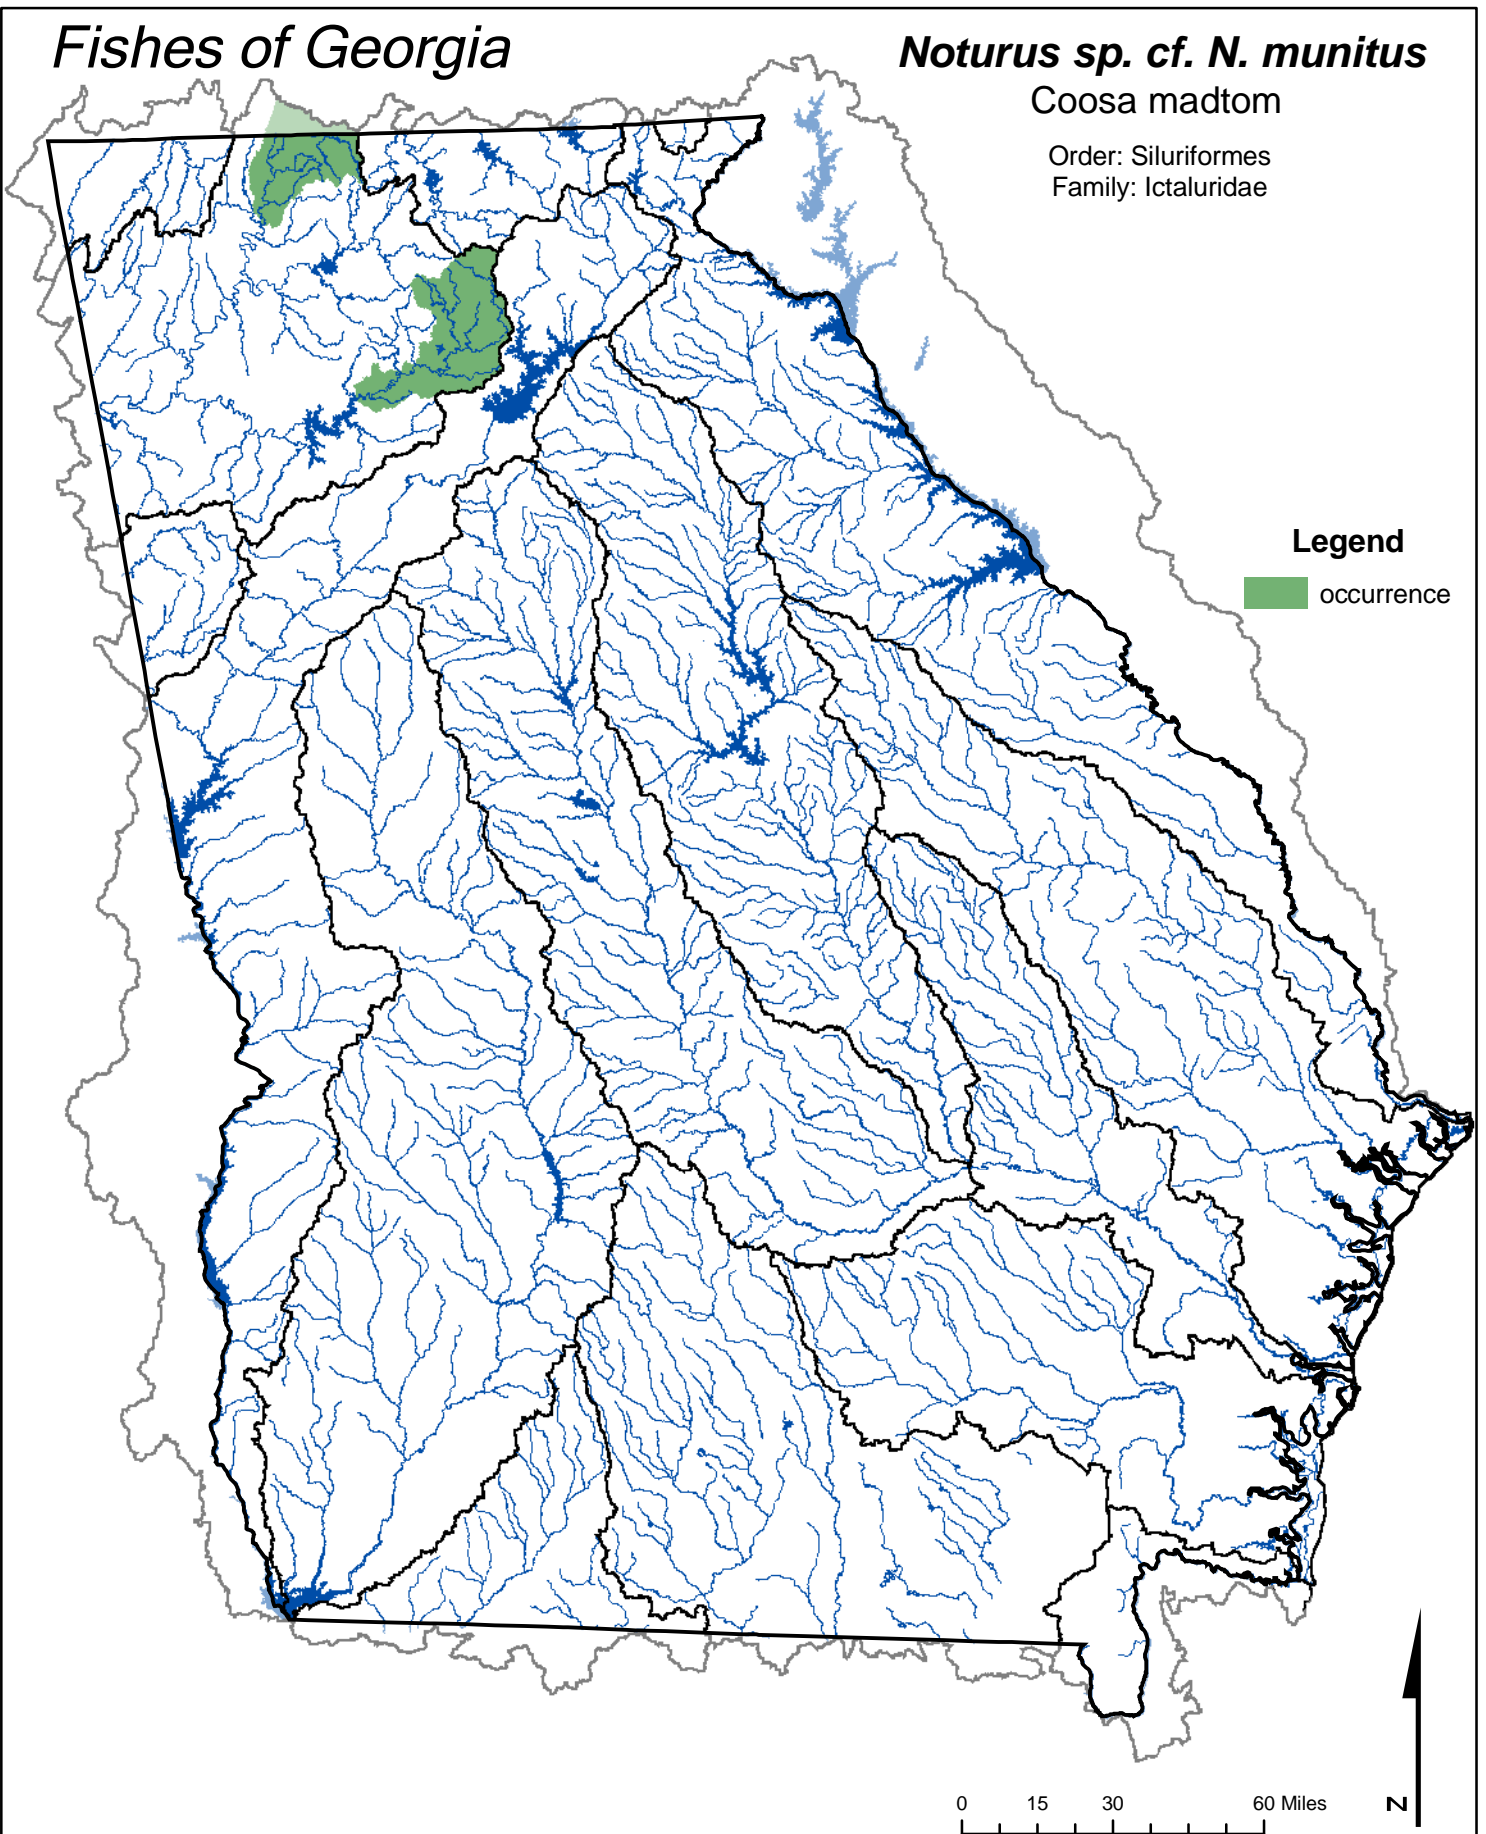 Fishes of Georgia
Noturus sp. cf. N. munitus
Coosa madtom
Order: Siluriformes
Family: Ictaluridae
Legend
occurrence
0 15 30 60 Miles
N